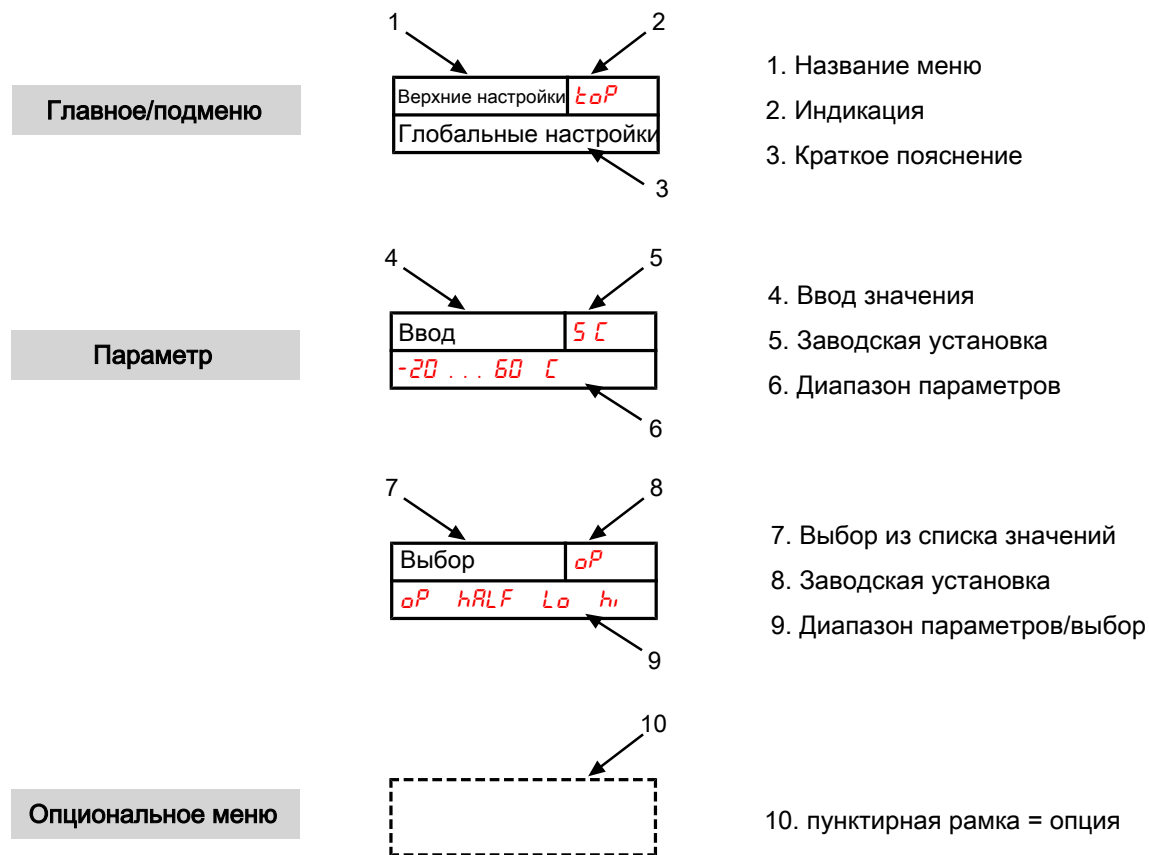 1 2
Главное/подменю
Верхние настройки toP
Глобальные настройки
3
1. Название меню
2. Индикация
3. Краткое пояснение
4 5
Параметр
Ввод 5 C
-20 . . . 60 C
6
4. Ввод значения
5. Заводская установка
6. Диапазон параметров
7 8
Выбор oP
oP hALF Lo hi
9
7. Выбор из списка значений
8. Заводская установка
9. Диапазон параметров/выбор
10
Опциональное меню
10. пунктирная рамка = опция